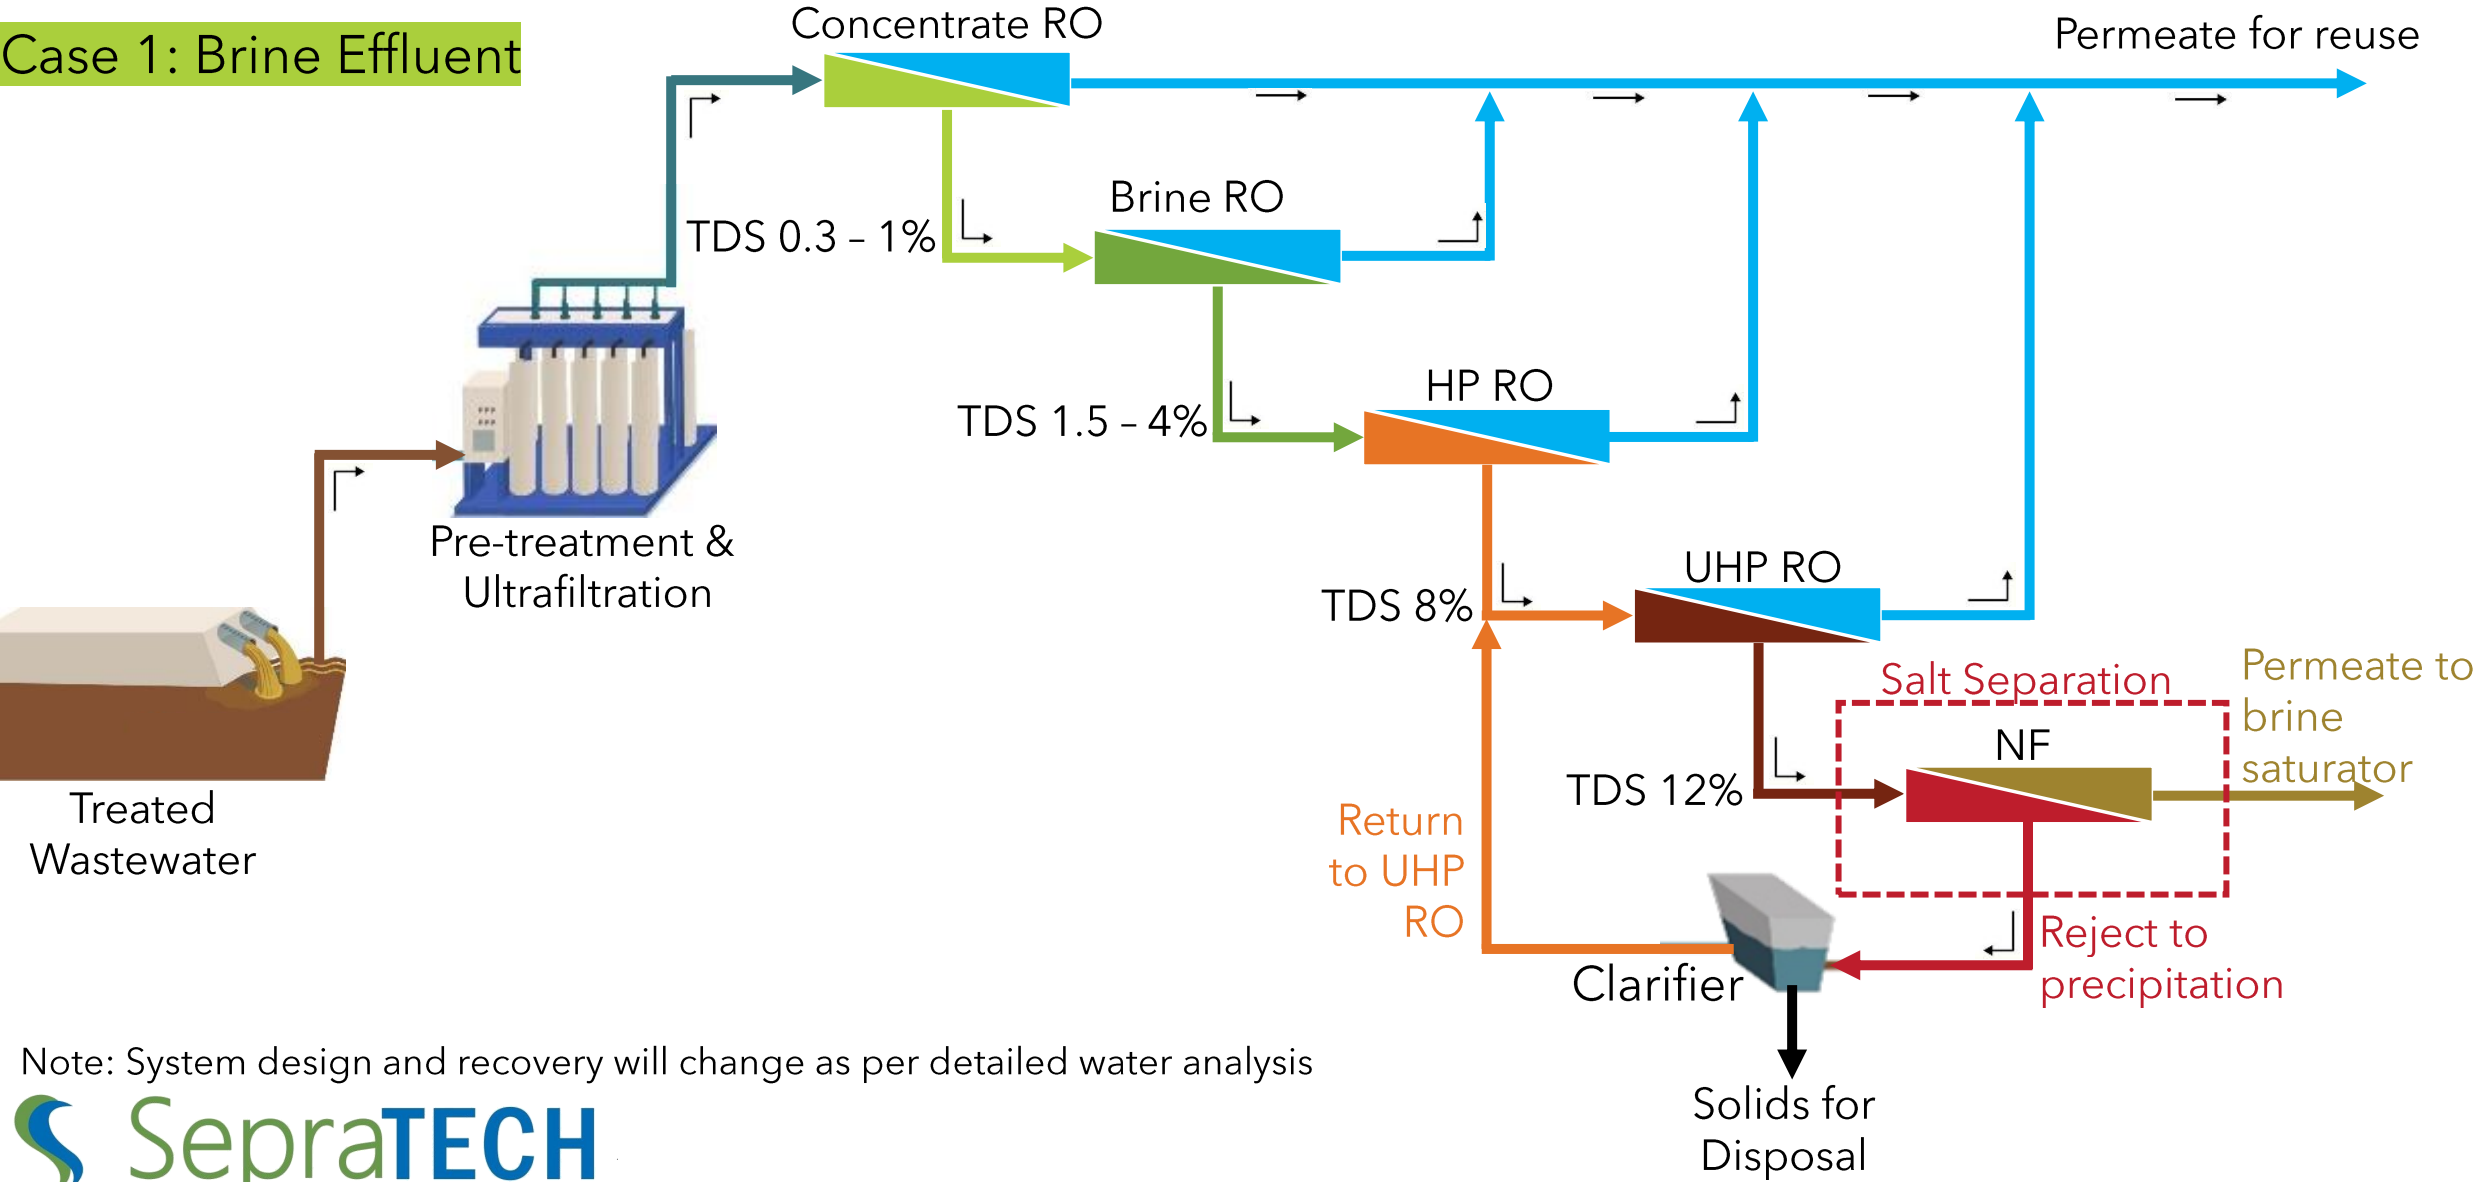 Case 1: Brine Effluent
Concentrate RO
Permeate for reuse
Brine RO
TDS 0.3 – 1%
HP RO
TDS 1.5 – 4%
Pre-treatment &
Ultrafiltration
UHP RO
TDS 8%
Salt Separation
Permeate to
brine
saturator
NF
TDS 12%
Treated
Wastewater
Return
to UHP
RO
Reject to
precipitation
Clarifier
Solids for
Disposal
Note: System design and recovery will change as per detailed water analysis
SepraTECH